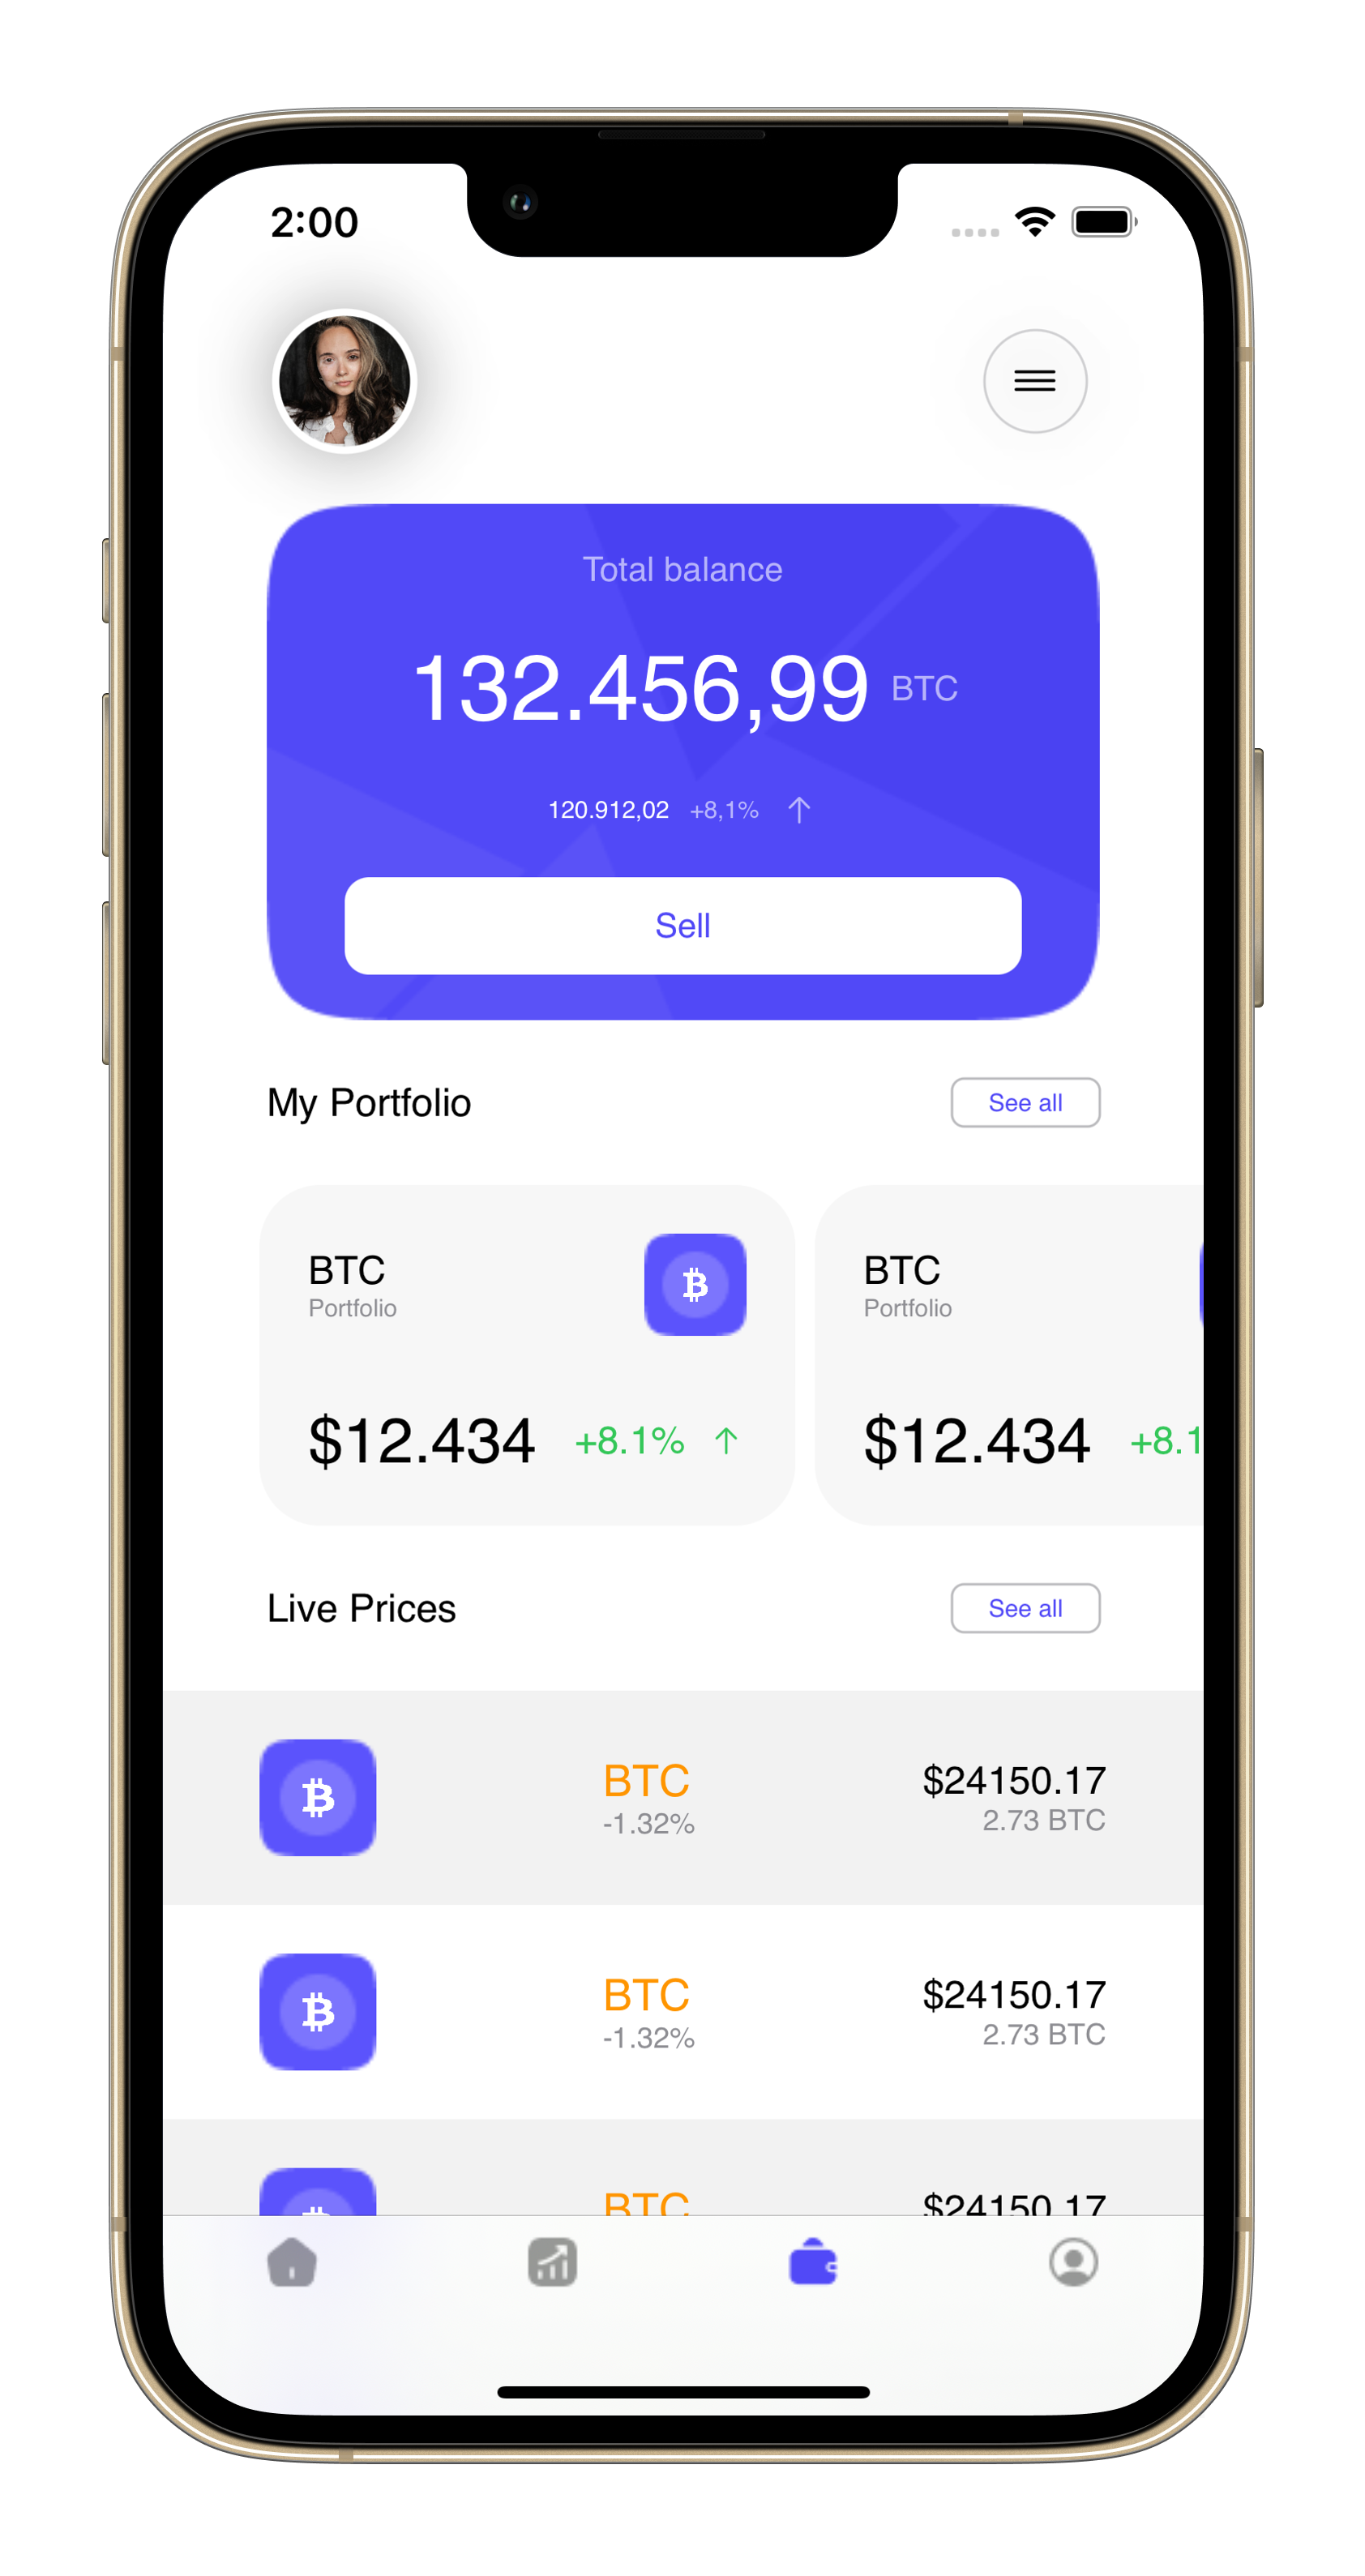 2:00
Total balance
132.456,99 BTC
120.912,02 +8,1% ↑
Sell
My Portfolio See all
BTC BTC
Portfolio Portfolio
$12.434 +8.1% ↑ $12.434 +8.1
Live Prices See all
BTC $24150.17
-1.32% 2.73 BTC
BTC $24150.17
-1.32% 2.73 BTC
BTC $24150.17